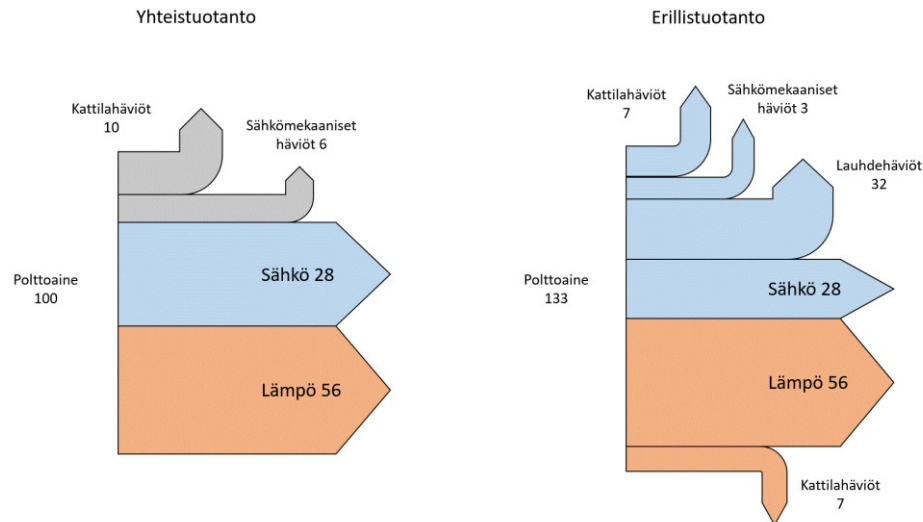 Yhteistuotanto
Kattilahäviöt
10
Sähkömekaaniset
häviöt 6
Polttoaine
100
Sähkö 28
Lämpö 56
Erillistuotanto
Kattilahäviöt
7
Sähkömekaaniset
häviöt 3
Lauhdehäviöt
32
Polttoaine
133
Sähkö 28
Lämpö 56
Kattilahäviöt
7